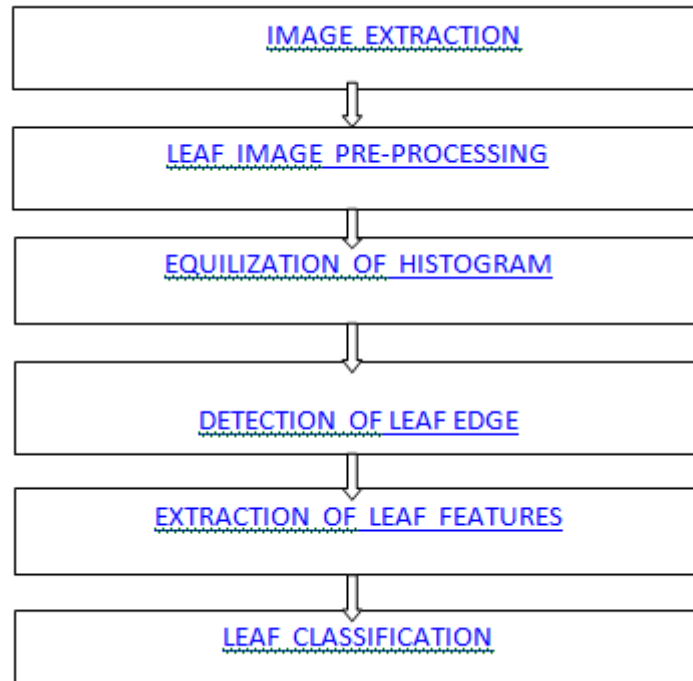 IMAGE EXTRACTION
LEAF IMAGE PRE-PROCESSING
EQUILIZATION OF HISTOGRAM
DETECTION OF LEAF EDGE
EXTRACTION OF LEAF FEATURES
LEAF CLASSIFICATION